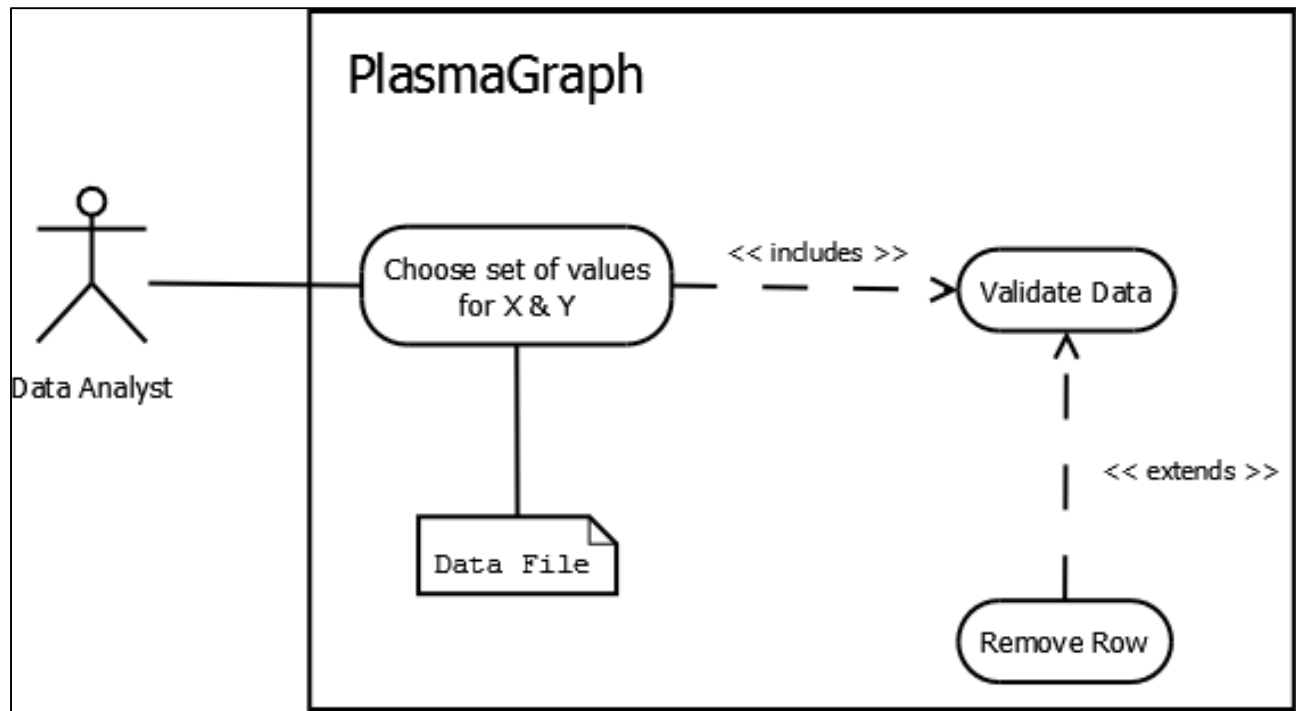 PlasmaGraph
Choose set of values
for X & Y
<< includes >>
Validate Data
Data Analyst
<< extends >>
Data File
Remove Row